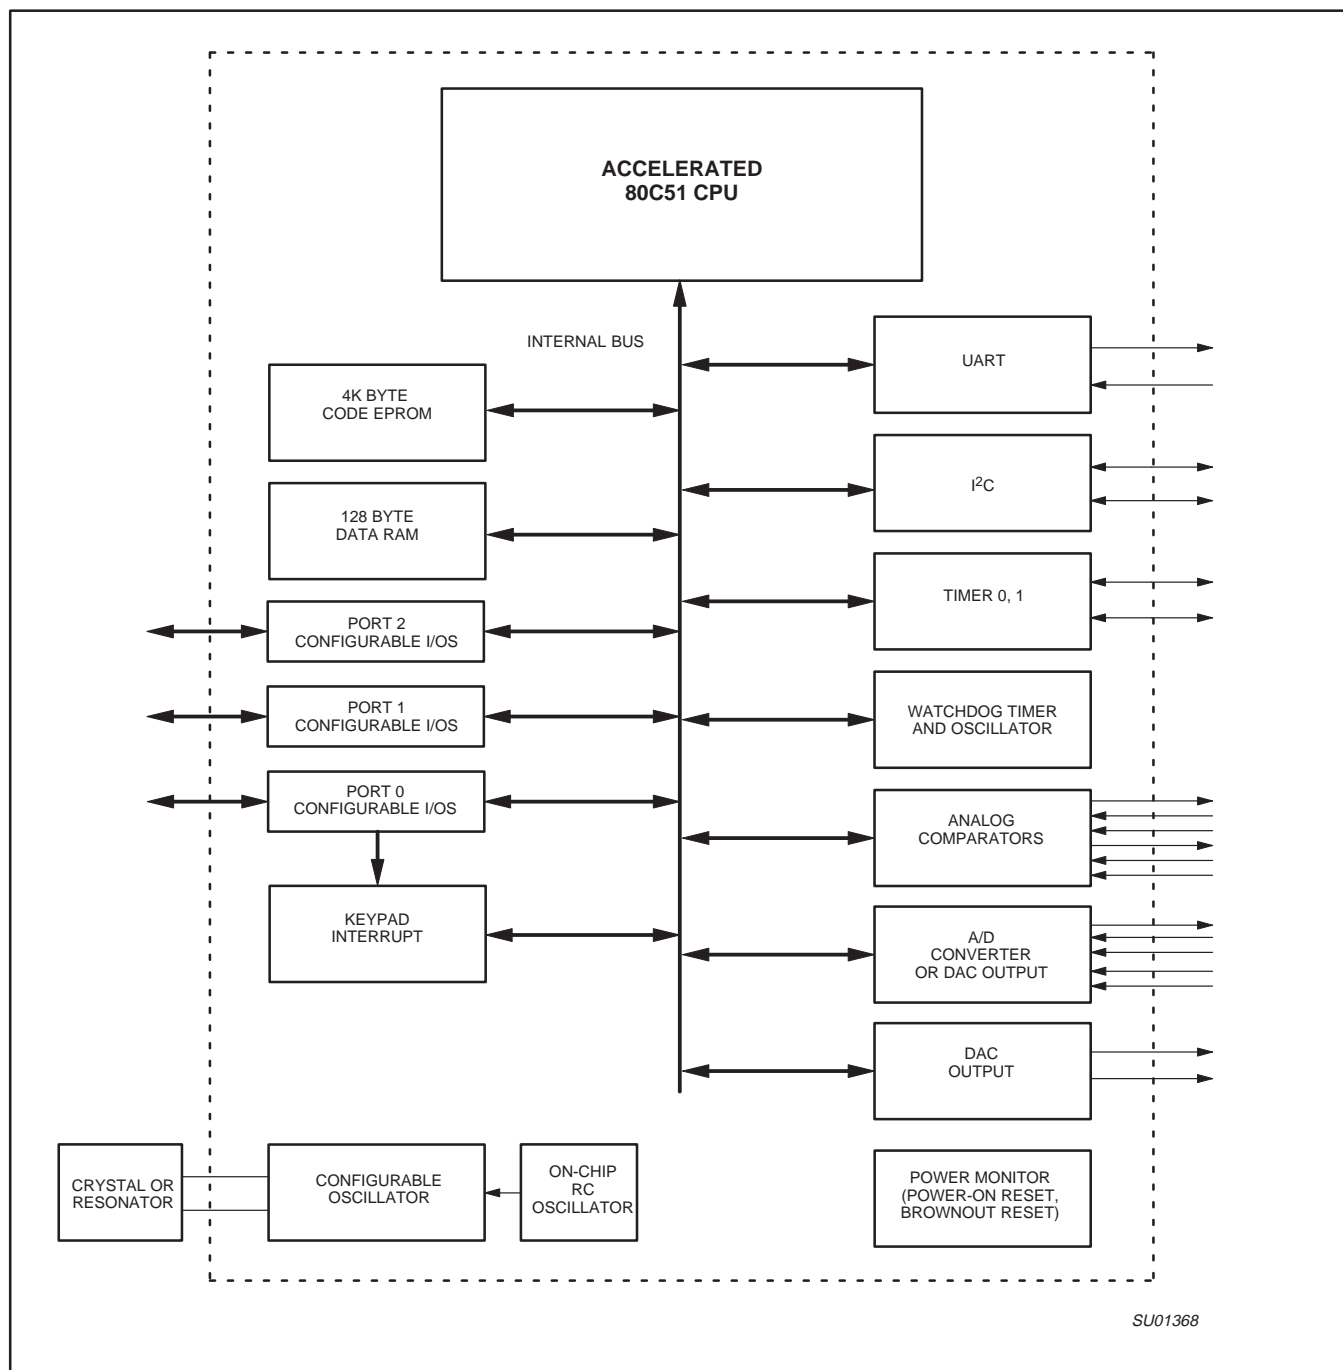 ACCELERATED
80C51 CPU
INTERNAL BUS
UART
4K BYTE
CODE EPROM
I²C
128 BYTE
DATA RAM
TIMER 0, 1
PORT 2
CONFIGURABLE I/OS
PORT 1
CONFIGURABLE I/OS
WATCHDOG TIMER
AND OSCILLATOR
PORT 0
CONFIGURABLE I/OS
ANALOG
COMPARATORS
KEYPAD
INTERRUPT
A/D
CONVERTER
OR DAC OUTPUT
DAC
OUTPUT
CRYSTAL OR
RESONATOR
CONFIGURABLE
OSCILLATOR
ON-CHIP
RC
OSCILLATOR
POWER MONITOR
(POWER-ON RESET,
BROWNOUT RESET)
SU01368